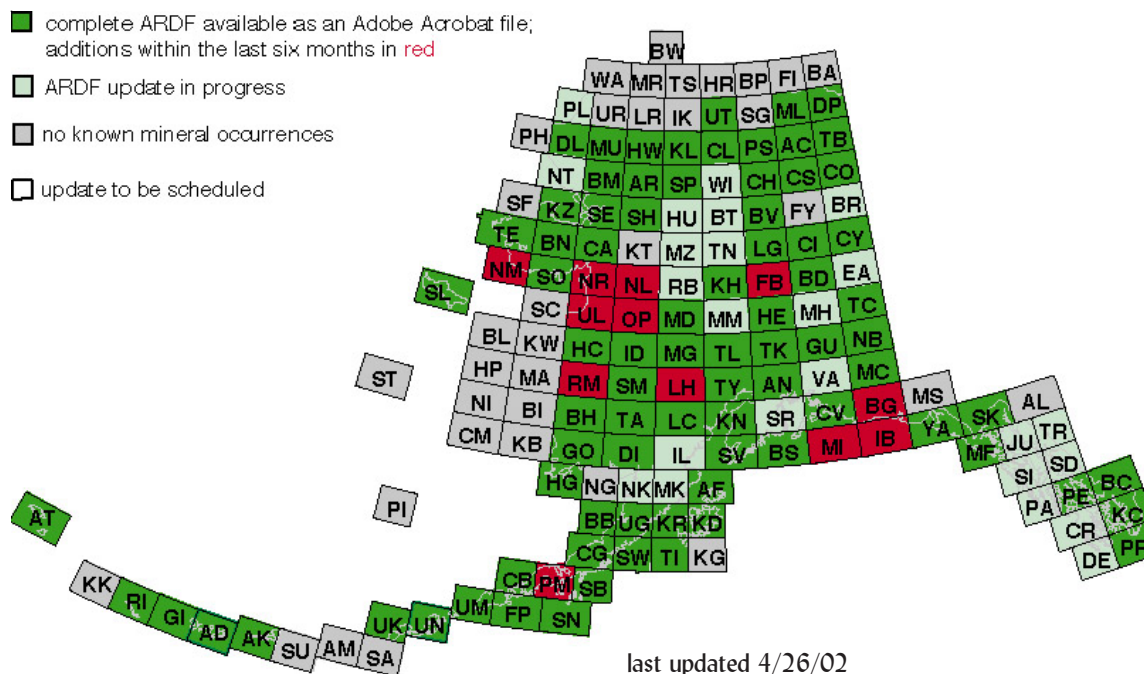 complete ARDF available as an Adobe Acrobat file;
additions within the last six months in red
ARDF update in progress
no known mineral occurrences
update to be scheduled
BW
WA MR TS HR BP FI BA
PL UR LR IK UT SG ML DP
PH DL MU HW KL CL PS AC TB
NT BM AR SP WI CH CS CO
SF KZ SE SH HU BT BV FY BR
TE BN CA KT MZ TN LG CI CY
NM SO NR NL RB KH FB BD EA
SL SC UL OP MD MM HE MH TC
BL KW HC ID MG TL TK GU NB
ST HP MA RM SM LH TY AN VA MC
NI BI BH TA LC KN SR CV BG MS
CM KB GO DI IL SV BS MI IB YA SK AL
HG NG NK MK AF MF JU TR
PI BB UG KR KD SI SD
AT CG SW TI KG PA PE BC
KK CB PM SB CR KC
RI GI AD AK SU AM SA UK UN UM FP SN DE PR
last updated 4/26/02